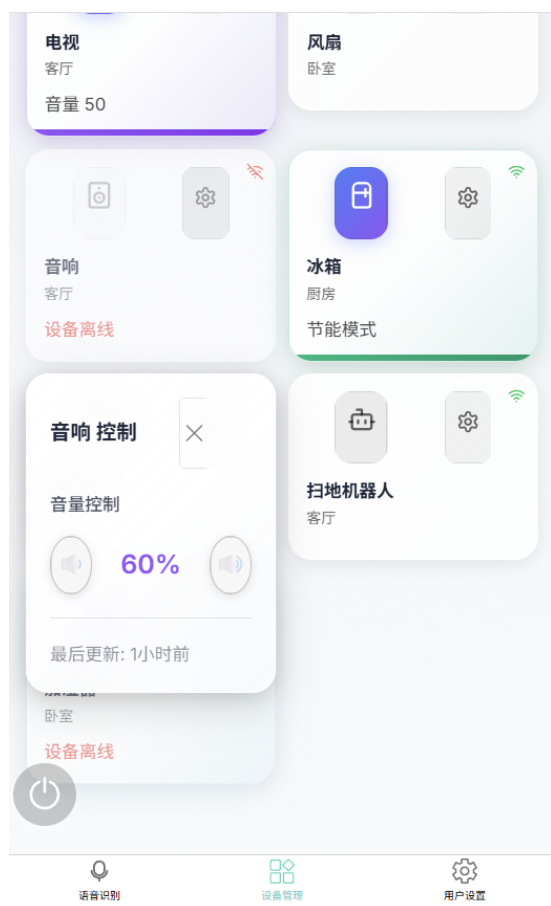 电视
客厅
音量 50
风扇
卧室
音响
客厅
设备离线
冰箱
厨房
节能模式
音响 控制
音量控制
60%
最后更新: 1小时前
扫地机器人
客厅
卧室
设备离线
语音识别
设备管理
用户设置